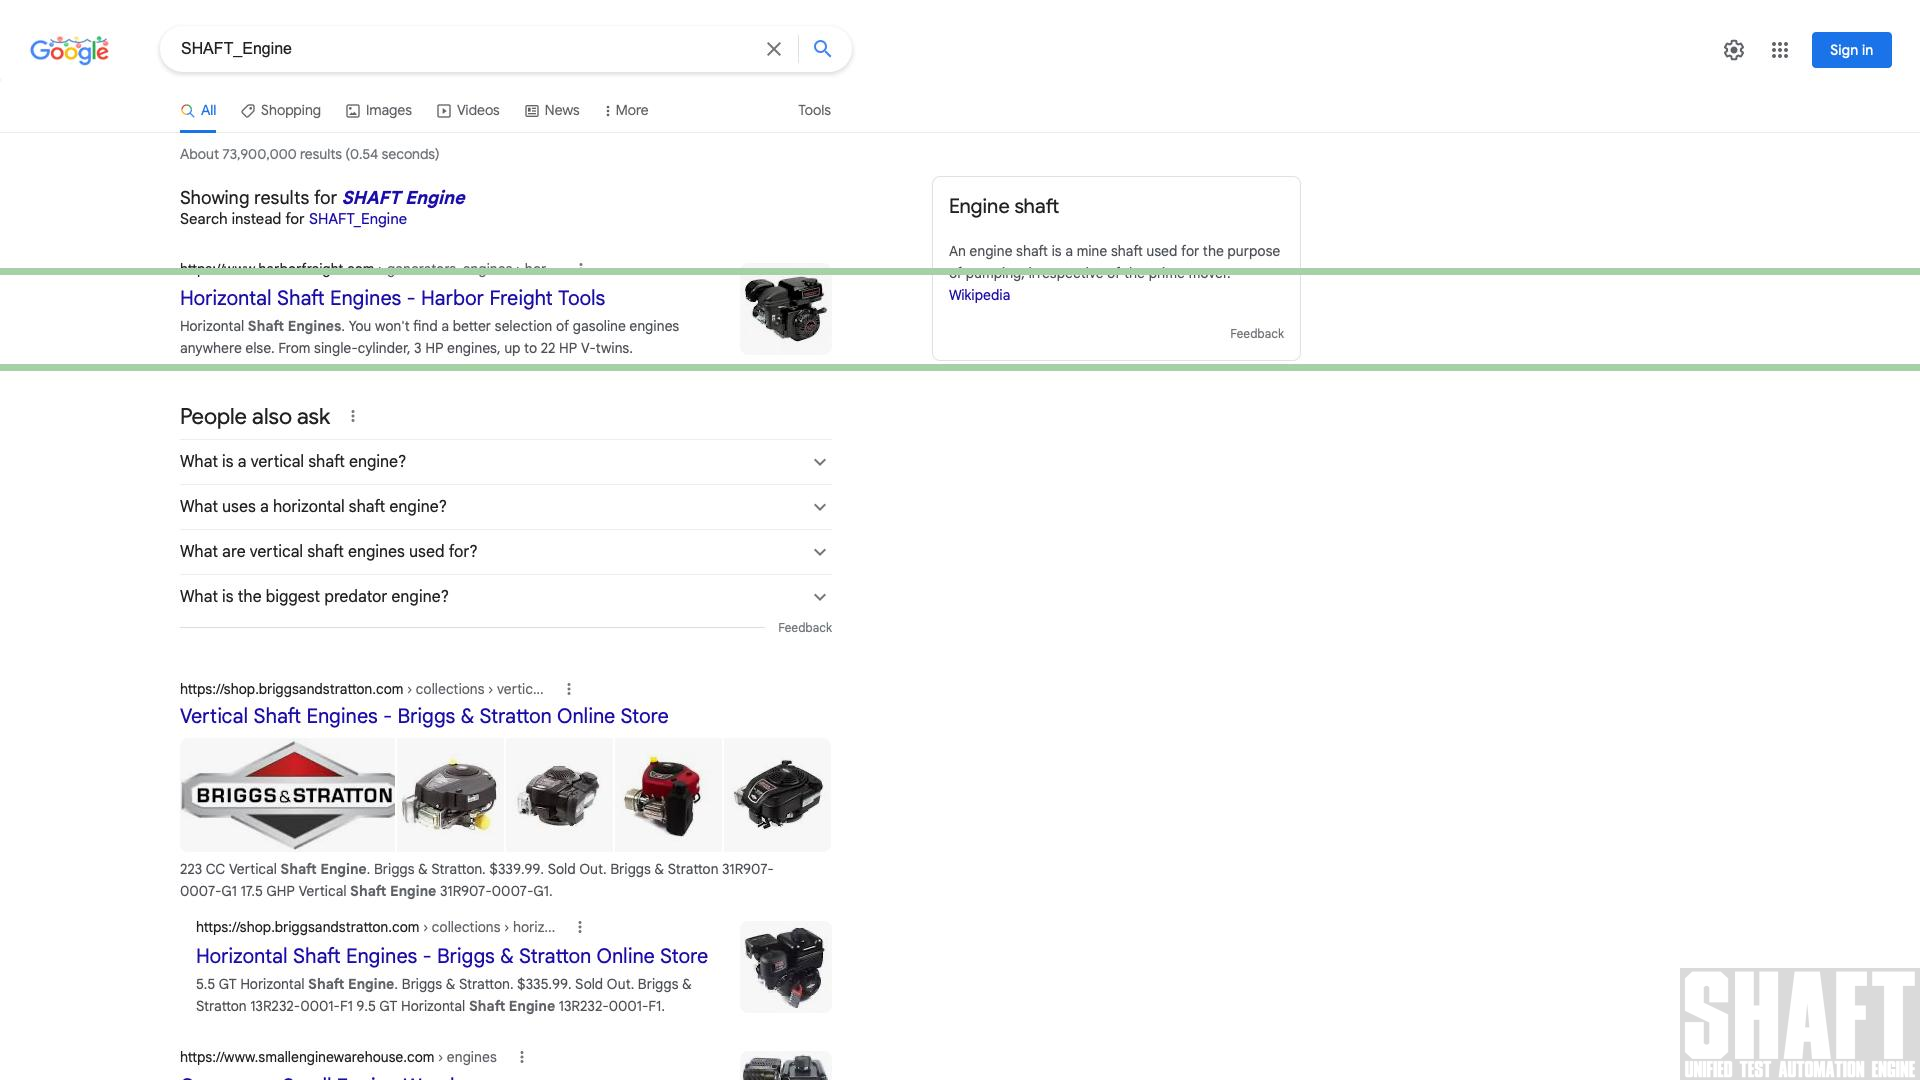 Google
SHAFT_Engine
Sign in
All
Shopping
Images
Videos
News
More
Tools
About 73,900,000 results (0.54 seconds)
Showing results for SHAFT Engine
Search instead for SHAFT_Engine
https://www.harborfreight.com › generators-engines › hor...
Horizontal Shaft Engines - Harbor Freight Tools
Horizontal Shaft Engines. You won't find a better selection of gasoline engines
anywhere else. From single-cylinder, 3 HP engines, up to 22 HP V-twins.
Engine shaft
An engine shaft is a mine shaft used for the purpose
of pumping, irrespective of the prime mover.
Wikipedia
Feedback
People also ask
What is a vertical shaft engine?
What uses a horizontal shaft engine?
What are vertical shaft engines used for?
What is the biggest predator engine?
Feedback
https://shop.briggsandstratton.com › collections › vertic...
Vertical Shaft Engines - Briggs & Stratton Online Store
BRIGGS&STRATTON
223 CC Vertical Shaft Engine. Briggs & Stratton. $339.99. Sold Out. Briggs & Stratton 31R907-
0007-G1 17.5 GHP Vertical Shaft Engine 31R907-0007-G1.
https://shop.briggsandstratton.com › collections › horiz...
Horizontal Shaft Engines - Briggs & Stratton Online Store
5.5 GT Horizontal Shaft Engine. Briggs & Stratton. $335.99. Sold Out. Briggs &
Stratton 13R232-0001-F1 9.5 GT Horizontal Shaft Engine 13R232-0001-F1.
https://www.smallenginewarehouse.com › engines
SHAFT
UNIFIED TEST AUTOMATION ENGINE